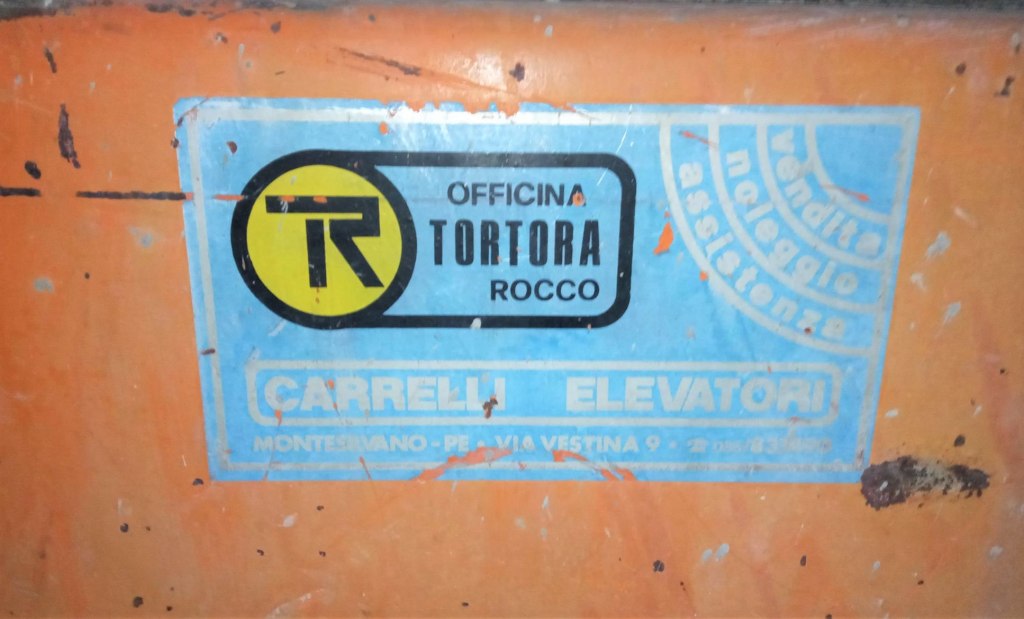 TR
OFFICINA
TORTORA
ROCCO
vendita
noleggio
assistenza
CARRELLI ELEVATORI
MONTESILVANO - PE • VIA VESTINA 9 •